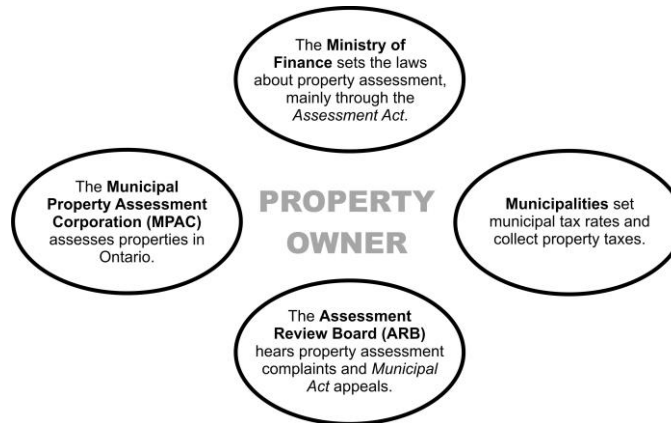 The Ministry of
Finance sets the laws
about property assessment,
mainly through the
Assessment Act.
The Municipal
Property Assessment
Corporation (MPAC)
assesses properties in
Ontario.
PROPERTY
OWNER
Municipalities set
municipal tax rates and
collect property taxes.
The Assessment
Review Board (ARB)
hears property assessment
complaints and Municipal
Act appeals.